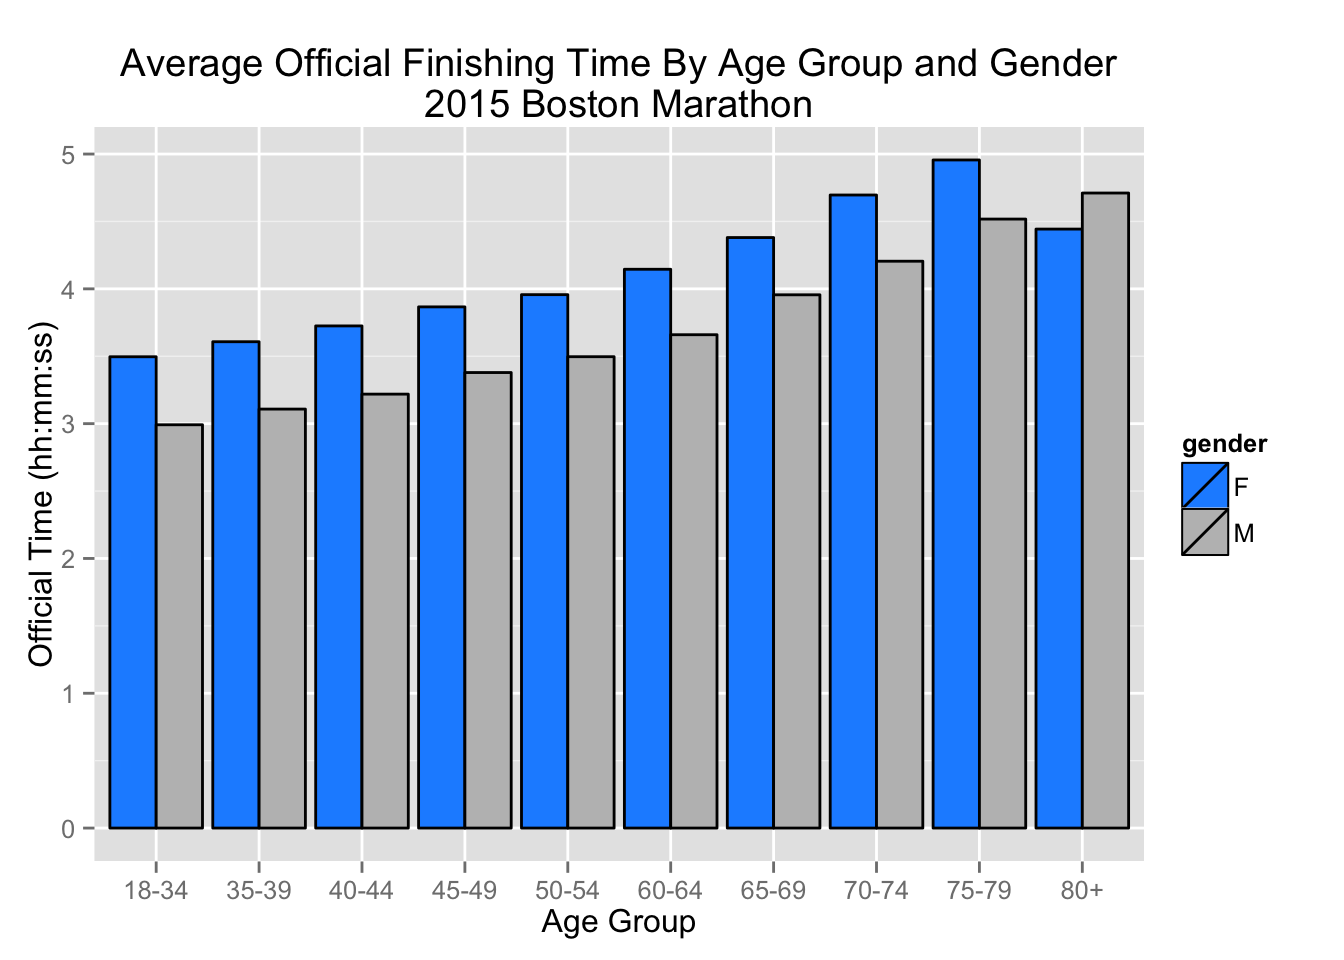 Average Official Finishing Time By Age Group and Gender
2015 Boston Marathon
Official Time (hh:mm:ss)
5
4
3
2
1
0
18-34 35-39 40-44 45-49 50-54 60-64 65-69 70-74 75-79 80+
Age Group
gender
F
M